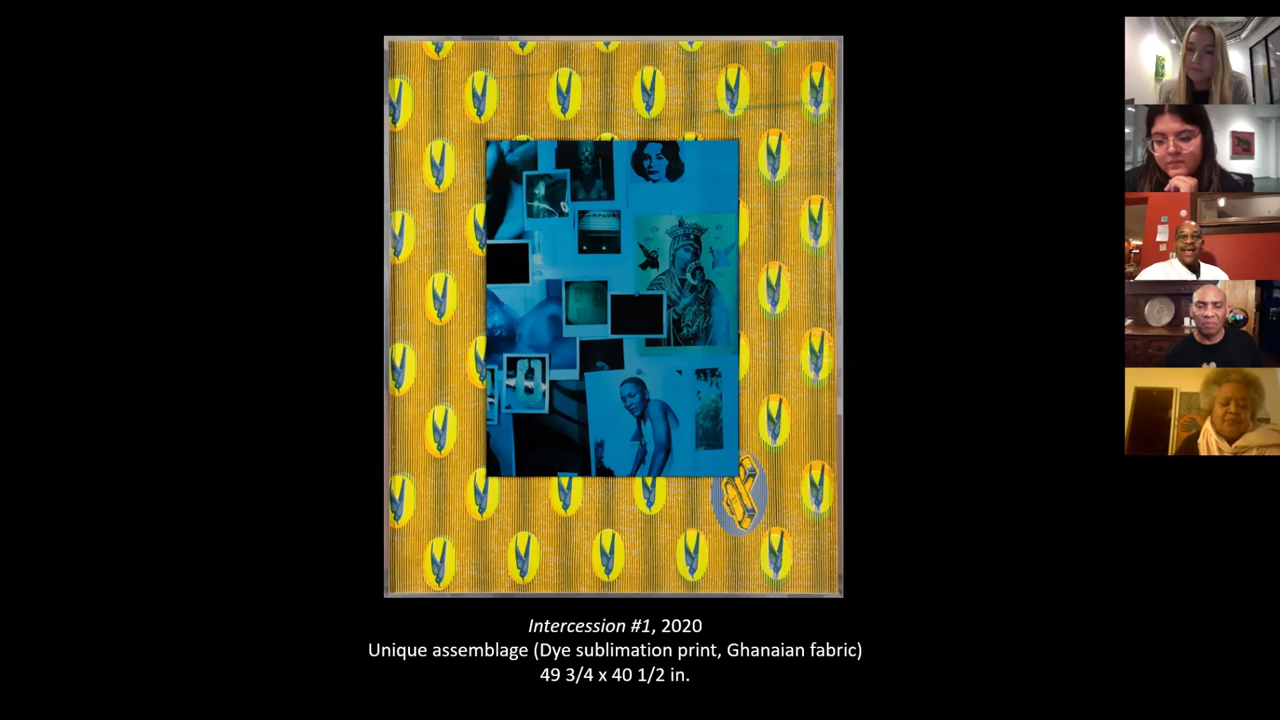 Intercession #1, 2020
Unique assemblage (Dye sublimation print, Ghanaian fabric)
49 3/4 x 40 1/2 in.